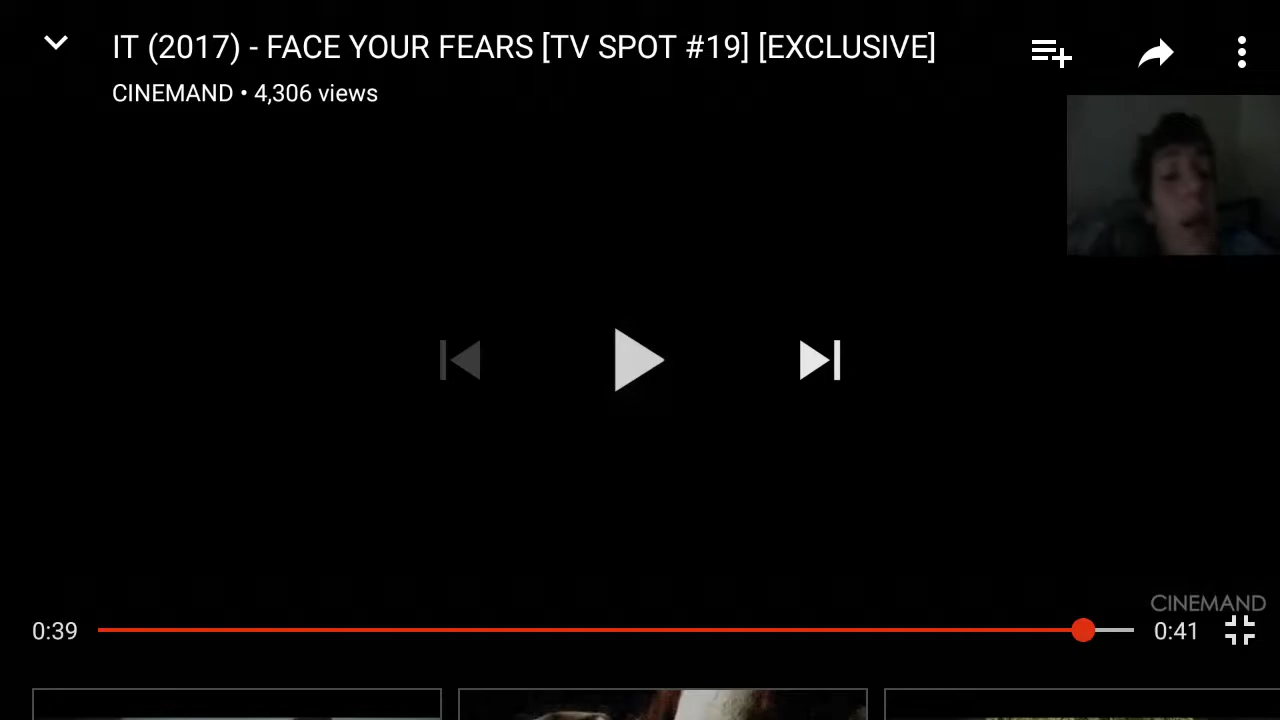 IT (2017) - FACE YOUR FEARS [TV SPOT #19] [EXCLUSIVE]
CINEMAND • 4,306 views
CINEMAND
0:39
0:41